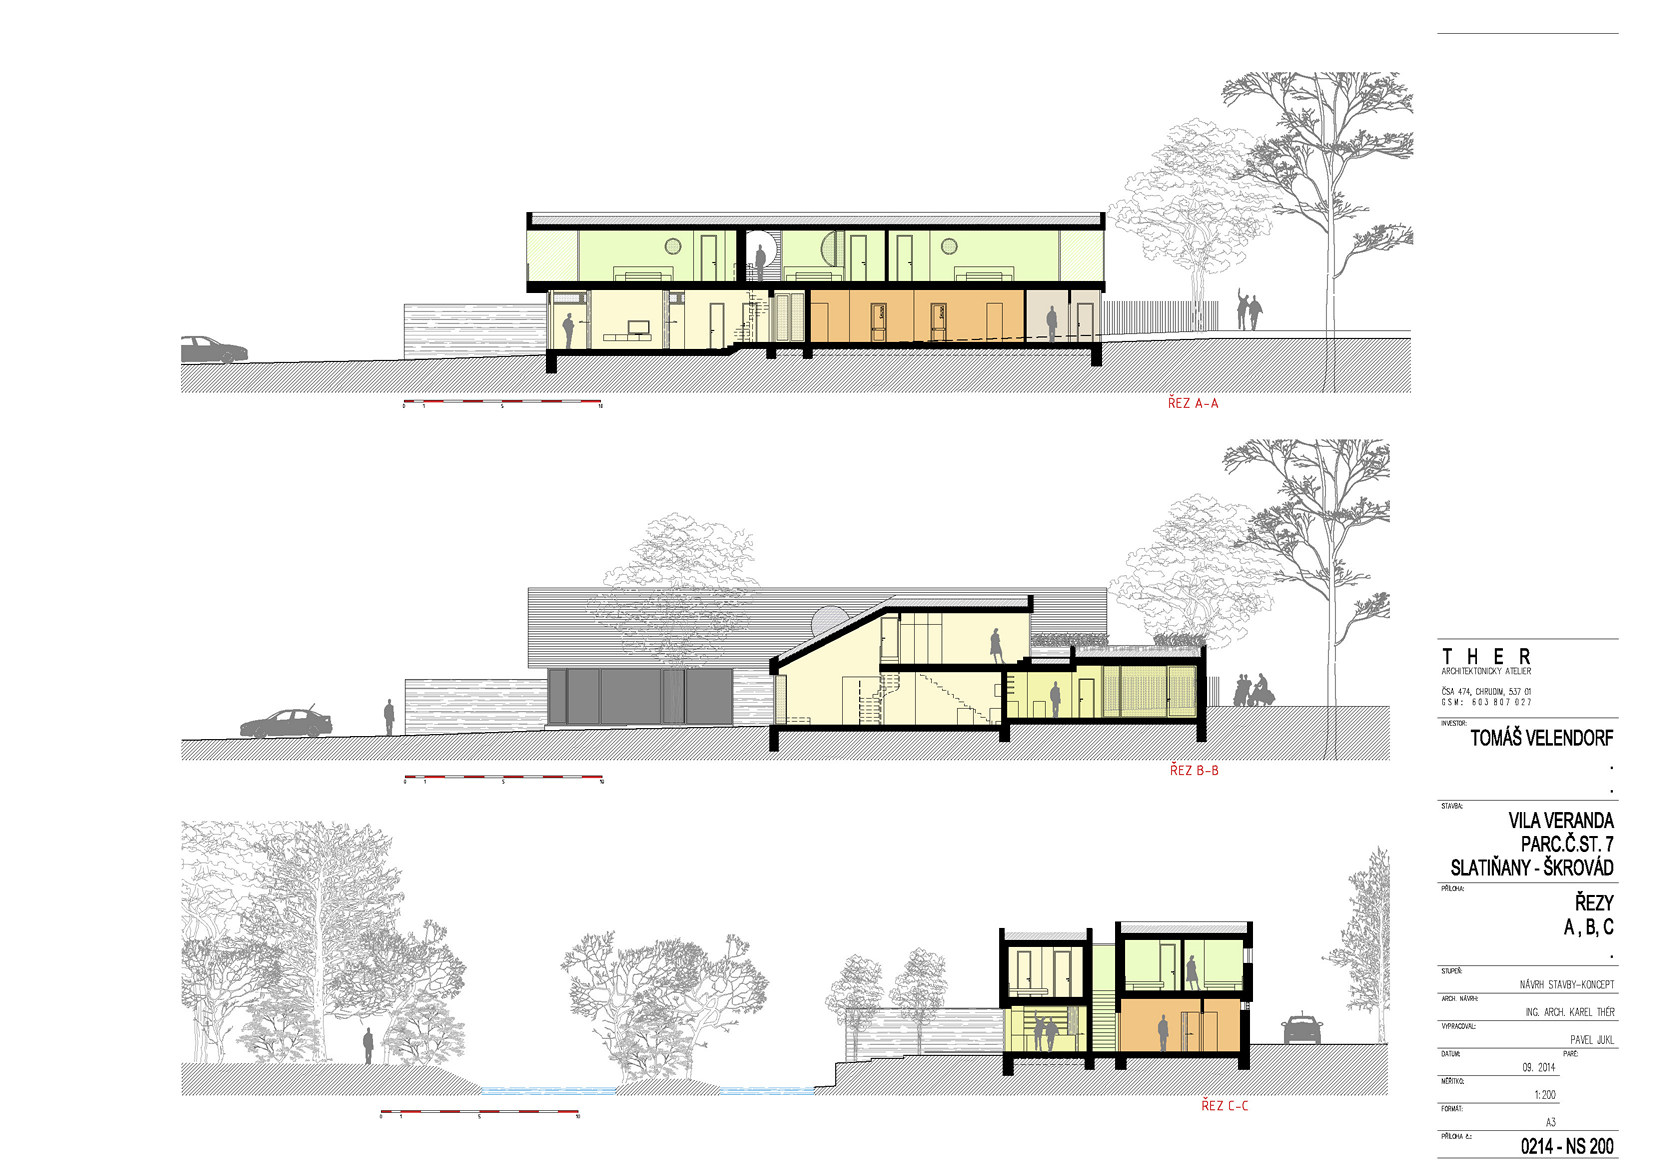 ŘEZ A-A
0 1 5 10
ŘEZ B-B
0 1 5 10
ŘEZ C-C
0 1 5 10
THER
ARCHITEKTONICKÝ ATELIER
ČSA 474, CHRUDIM, 537 01
GSM: 603 807 027
INVESTOR:
TOMÁŠ VELENDORF
.
.
STAVBA:
VILA VERANDA
PARC.Č.ST. 7
SLATIŇANY - ŠKROVÁD
PŘÍLOHA:
ŘEZY
A , B, C
.
STUPEŇ:
NÁVRH STAVBY-KONCEPT
ARCH. NÁVRH:
ING. ARCH. KAREL THÉR
VYPRACOVAL:
PAVEL JUKL
DATUM:
PARÉ:
09. 2014
MĚŘÍTKO:
1:200
FORMÁT:
A3
PŘÍLOHA č.:
0214 - NS 200